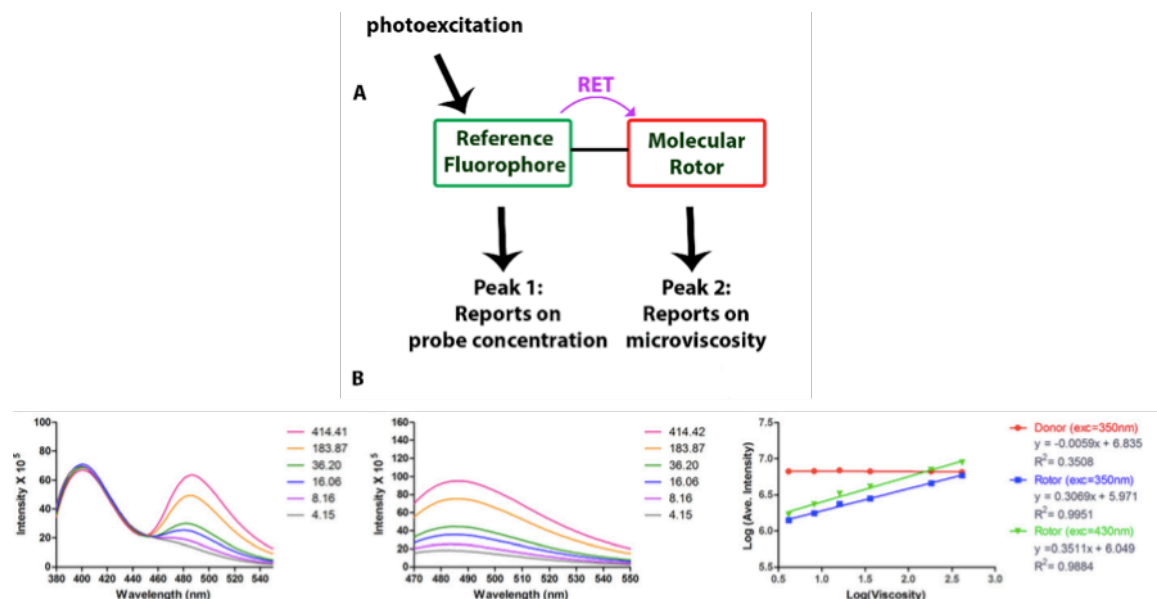 photoexcitation
A
RET
Reference
Fluorophore
Molecular
Rotor
Peak 1:
Reports on
probe concentration
Peak 2:
Reports on
microviscosity
B
100
80
60
40
20
0
Intensity X 10⁵
380 400 420 440 460 480 500 520 540
Wavelength (nm)
414.41
183.87
36.20
16.06
8.16
4.15
160
140
120
100
80
60
40
20
0
Intensity X 10⁵
470 480 490 500 510 520 530 540 550
Wavelength (nm)
414.42
183.87
36.20
16.06
8.16
4.15
7.5
7.0
6.5
6.0
5.5
Log (Ave. Intensity)
0.5 1.0 1.5 2.0 2.5 3.0
Log(Viscosity)
Donor (exc=350nm)
y = -0.0059x + 6.835
R²= 0.3508
Rotor (exc=350nm)
y = 0.3069x + 5.971
R²= 0.9951
Rotor (exc=430nm)
y =0.3511x + 6.049
R²= 0.9884